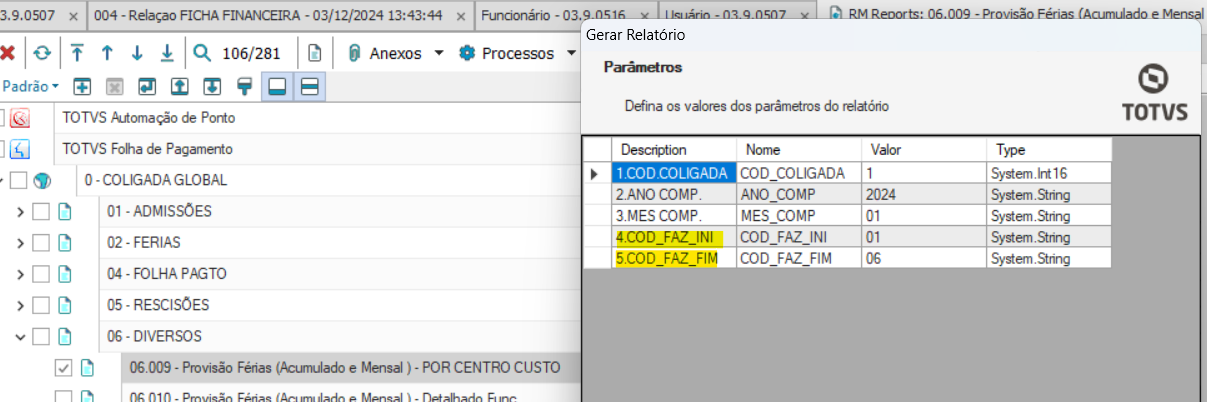 3.9.0507 × 004 - Relaçao FICHA FINANCEIRA - 03/12/2024 13:43:44 × Funcionário - 03.9.0516 × Usuário - 03.9.0507 × RM Reports: 06.009 - Provisão Férias (Acumulado e Mensal
106/281 Anexos Processos
Padrão
TOTVS Automação de Ponto
TOTVS Folha de Pagamento
0 - COLIGADA GLOBAL
01 - ADMISSÕES
02 - FERIAS
04 - FOLHA PAGTO
05 - RESCISÕES
06 - DIVERSOS
06.009 - Provisão Férias (Acumulado e Mensal ) - POR CENTRO CUSTO
06.010 - Provisão Férias (Acumulado e Mensal ) - Detalhado Func
Gerar Relatório
Parâmetros
Defina os valores dos parâmetros do relatório
TOTVS
Description Nome Valor Type
1.COD.COLIGADA COD_COLIGADA 1 System.Int16
2.ANO COMP. ANO_COMP 2024 System.String
3.MES COMP. MES_COMP 01 System.String
4.COD_FAZ_INI COD_FAZ_INI 01 System.String
5.COD_FAZ_FIM COD_FAZ_FIM 06 System.String